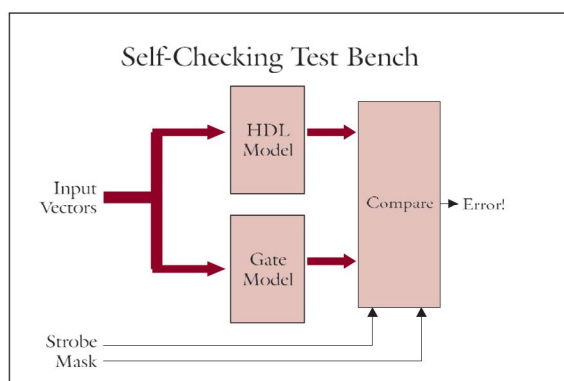 Self-Checking Test Bench
HDL
Model
Input
Vectors
Compare
Error!
Gate
Model
Strobe
Mask